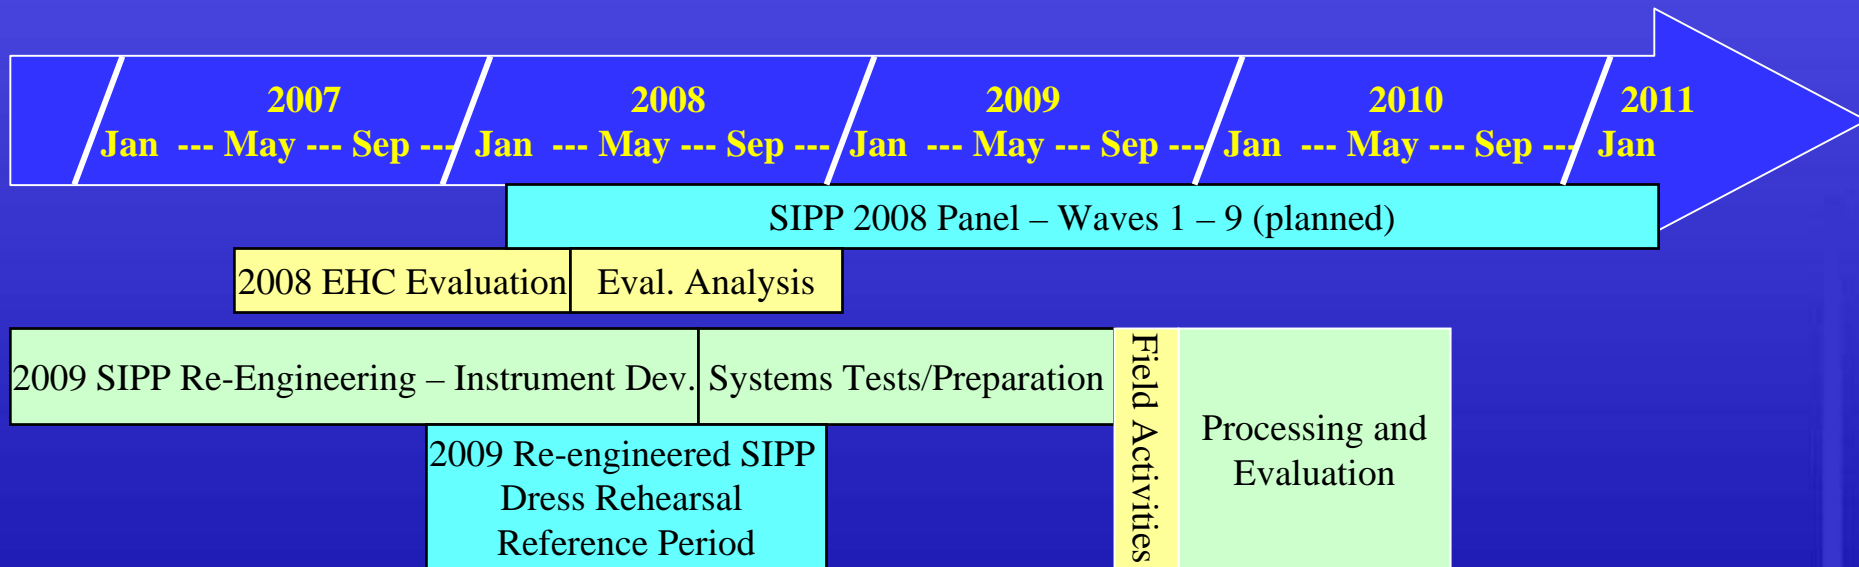 2007 2008 2009 2010 2011
Jan --- May --- Sep --- Jan --- May --- Sep --- Jan --- May --- Sep --- Jan --- May --- Sep --- Jan
SIPP 2008 Panel – Waves 1 – 9 (planned)
2008 EHC Evaluation Eval. Analysis
2009 SIPP Re-Engineering – Instrument Dev. Systems Tests/Preparation
Field Activities
Processing and
Evaluation
2009 Re-engineered SIPP
Dress Rehearsal
Reference Period